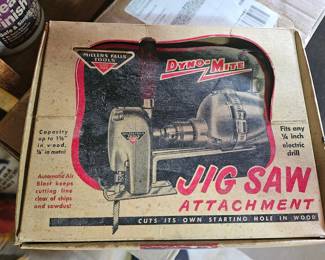 MILLERS FALLS
TOOLS
DYNO-MITE
Capacity
up to 1⅝"
in wood,
⅛" in metal
Fits any
¼ inch
electric
drill
Automatic Air
Blast keeps
cutting line
clear of chips
and sawdust!
JIG SAW
ATTACHMENT
CUTS ITS OWN STARTING HOLE IN WOOD